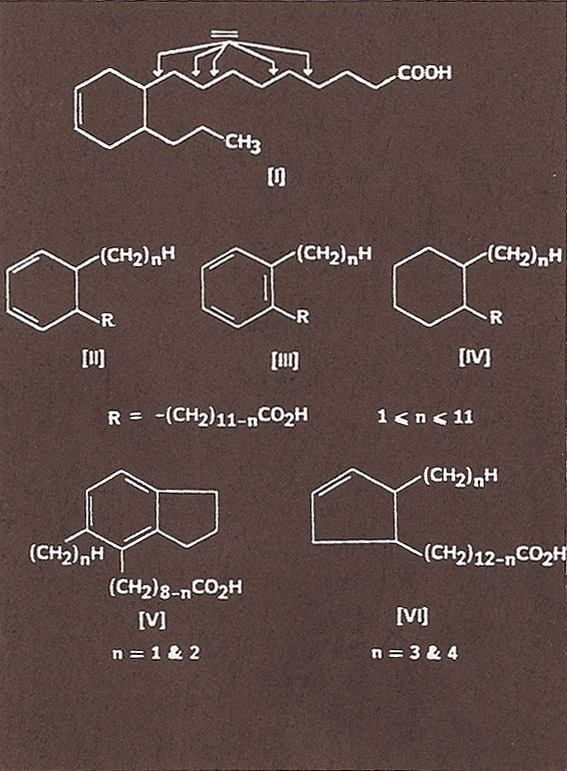 COOH
CH3
[I]
(CH2)nH (CH2)nH (CH2)nH
R R R
[II] [III] [IV]
R = -(CH2)11-nCO2H 1 ≤ n ≤ 11
(CH2)nH
(CH2)nH (CH2)12-nCO2H
(CH2)8-nCO2H
[V] [VI]
n = 1 & 2 n = 3 & 4